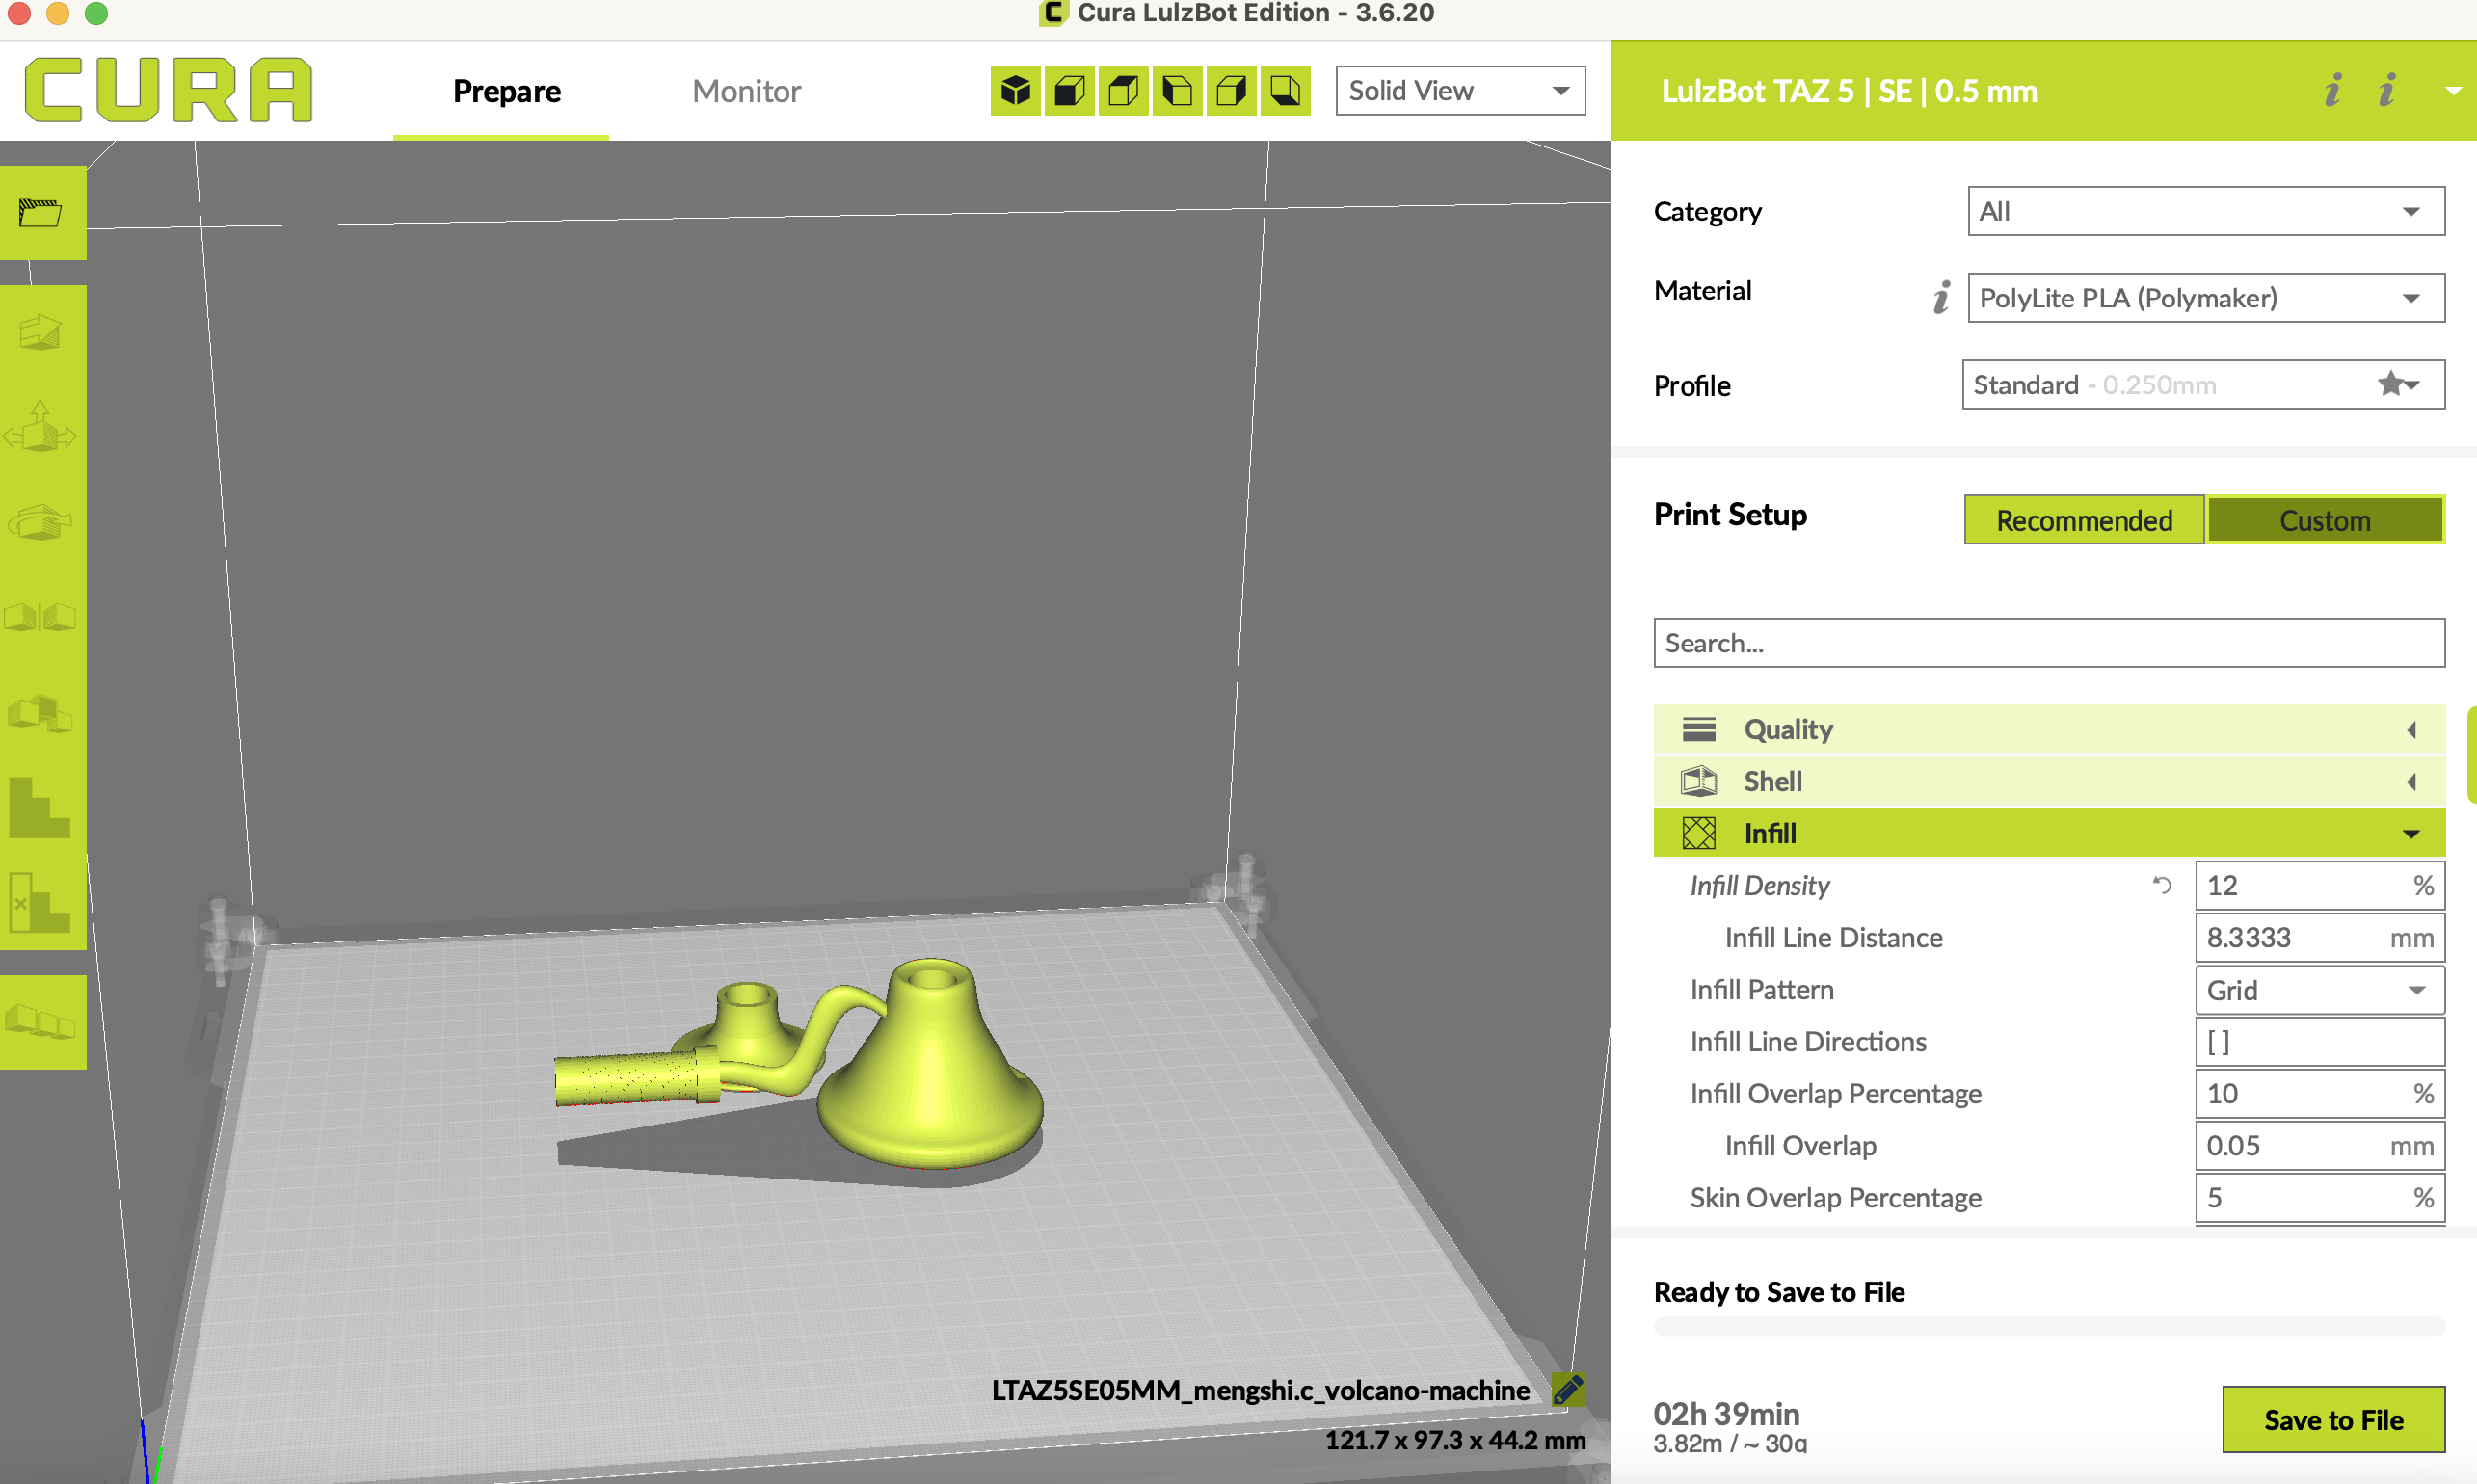 Cura LulzBot Edition - 3.6.20
CURA
Prepare
Monitor
Solid View
LulzBot TAZ 5 | SE | 0.5 mm
Category
All
Material
PolyLite PLA (Polymaker)
Profile
Standard - 0.250mm
Print Setup
Recommended
Custom
Search...
Quality
Shell
Infill
Infill Density
12 %
Infill Line Distance
8.3333 mm
Infill Pattern
Grid
Infill Line Directions
[ ]
Infill Overlap Percentage
10 %
Infill Overlap
0.05 mm
Skin Overlap Percentage
5 %
Ready to Save to File
LTAZ5SE05MM_mengshi.c_volcano-machine
121.7 x 97.3 x 44.2 mm
02h 39min
3.82m / ~ 30g
Save to File